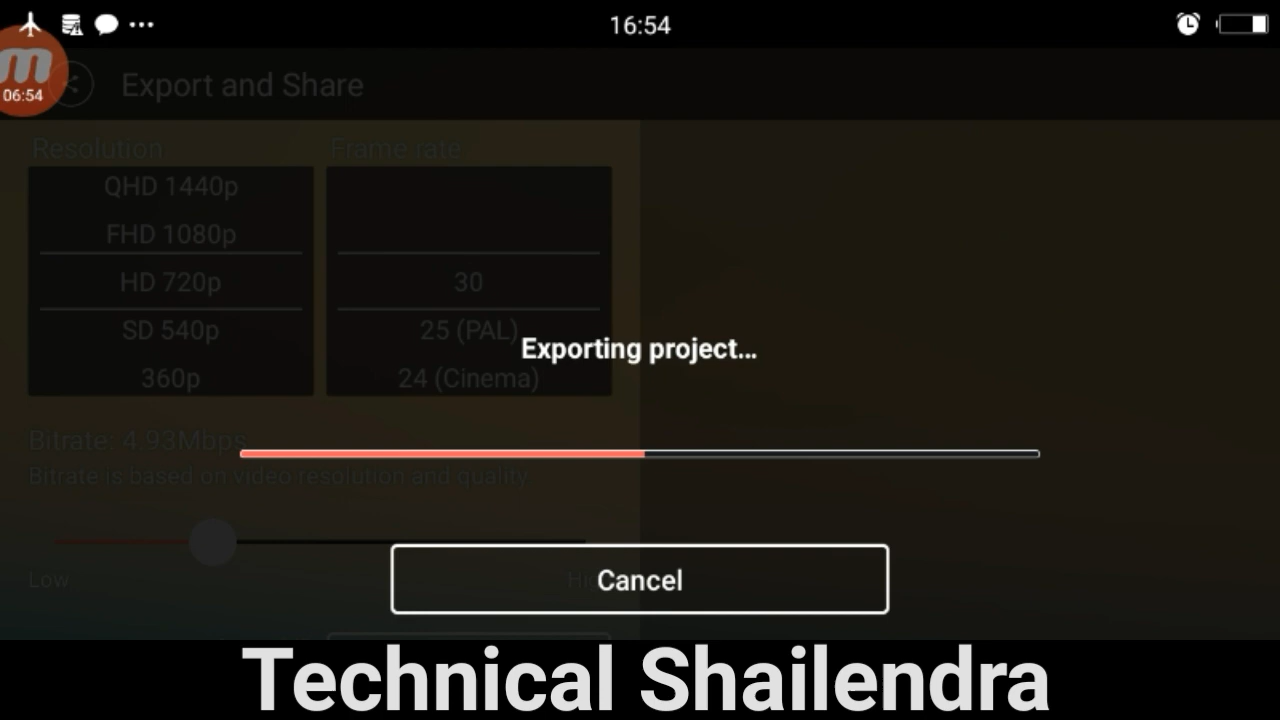 16:54
m
06:54
Export and Share
Resolution
Frame rate
QHD 1440p
FHD 1080p
HD 720p
SD 540p
360p
30
25 (PAL)
24 (Cinema)
Exporting project...
Bitrate: 4.93Mbps
Bitrate is based on video resolution and quality
Low
Cancel
Technical Shailendra